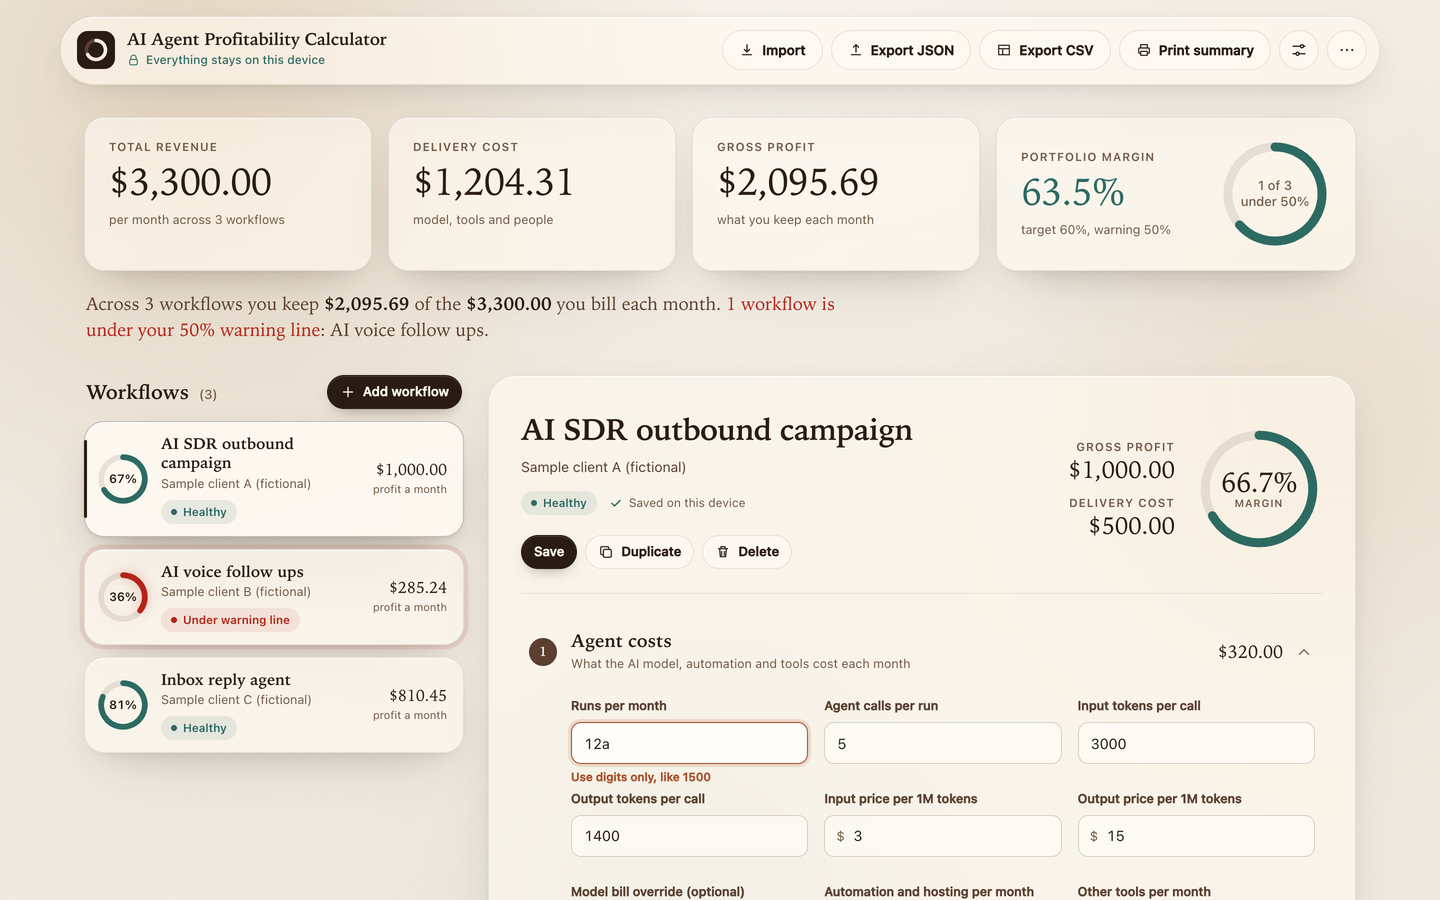 AI Agent Profitability Calculator
Everything stays on this device
Import
Export JSON
Export CSV
Print summary
TOTAL REVENUE
$3,300.00
per month across 3 workflows
DELIVERY COST
$1,204.31
model, tools and people
GROSS PROFIT
$2,095.69
what you keep each month
PORTFOLIO MARGIN
63.5%
target 60%, warning 50%
1 of 3
under 50%
Across 3 workflows you keep $2,095.69 of the $3,300.00 you bill each month. 1 workflow is
under your 50% warning line: AI voice follow ups.
Workflows (3)
Add workflow
67%
AI SDR outbound
campaign
Sample client A (fictional)
Healthy
$1,000.00
profit a month
36%
AI voice follow ups
Sample client B (fictional)
Under warning line
$285.24
profit a month
81%
Inbox reply agent
Sample client C (fictional)
Healthy
$810.45
profit a month
AI SDR outbound campaign
Sample client A (fictional)
Healthy
Saved on this device
Save
Duplicate
Delete
GROSS PROFIT
$1,000.00
DELIVERY COST
$500.00
66.7%
MARGIN
1
Agent costs
What the AI model, automation and tools cost each month
$320.00
Runs per month
12a
Use digits only, like 1500
Agent calls per run
5
Input tokens per call
3000
Output tokens per call
1400
Input price per 1M tokens
$ 3
Output price per 1M tokens
$ 15
Model bill override (optional)
Automation and hosting per month
Other tools per month